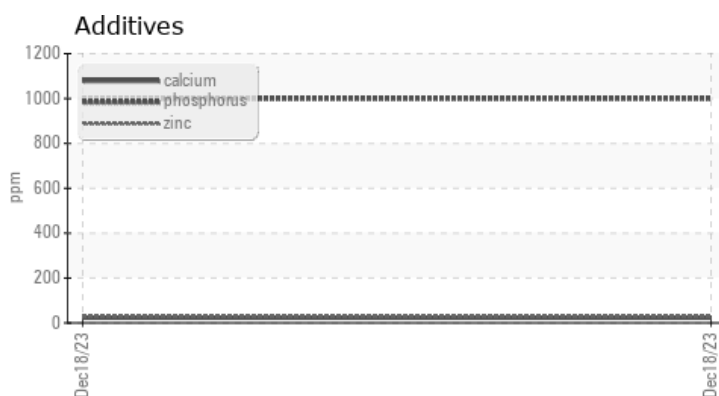 Additives
1200
1000
800
600
400
200
0
ppm
calcium
phosphorus
zinc
Dec18/23
Dec18/23